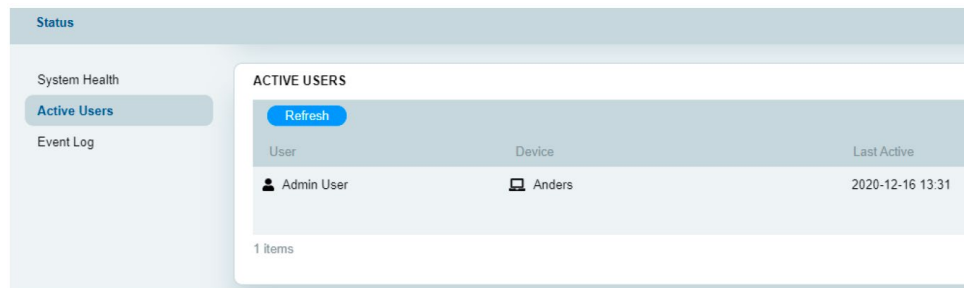 Status
System Health
Active Users
Event Log
ACTIVE USERS
Refresh
User Device Last Active
Admin User Anders 2020-12-16 13:31
1 items